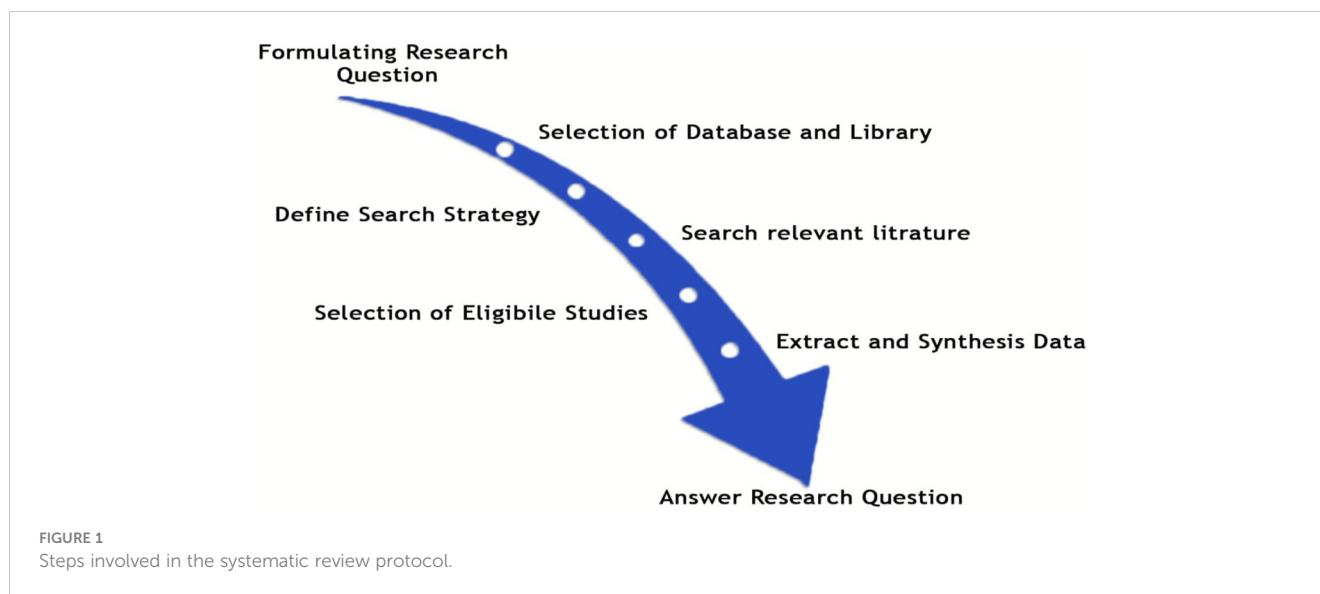 Formulating Research
Question
Selection of Database and Library
Define Search Strategy
Search relevant litrature
Selection of Eligibile Studies
Extract and Synthesis Data
Answer Research Question
FIGURE 1
Steps involved in the systematic review protocol.